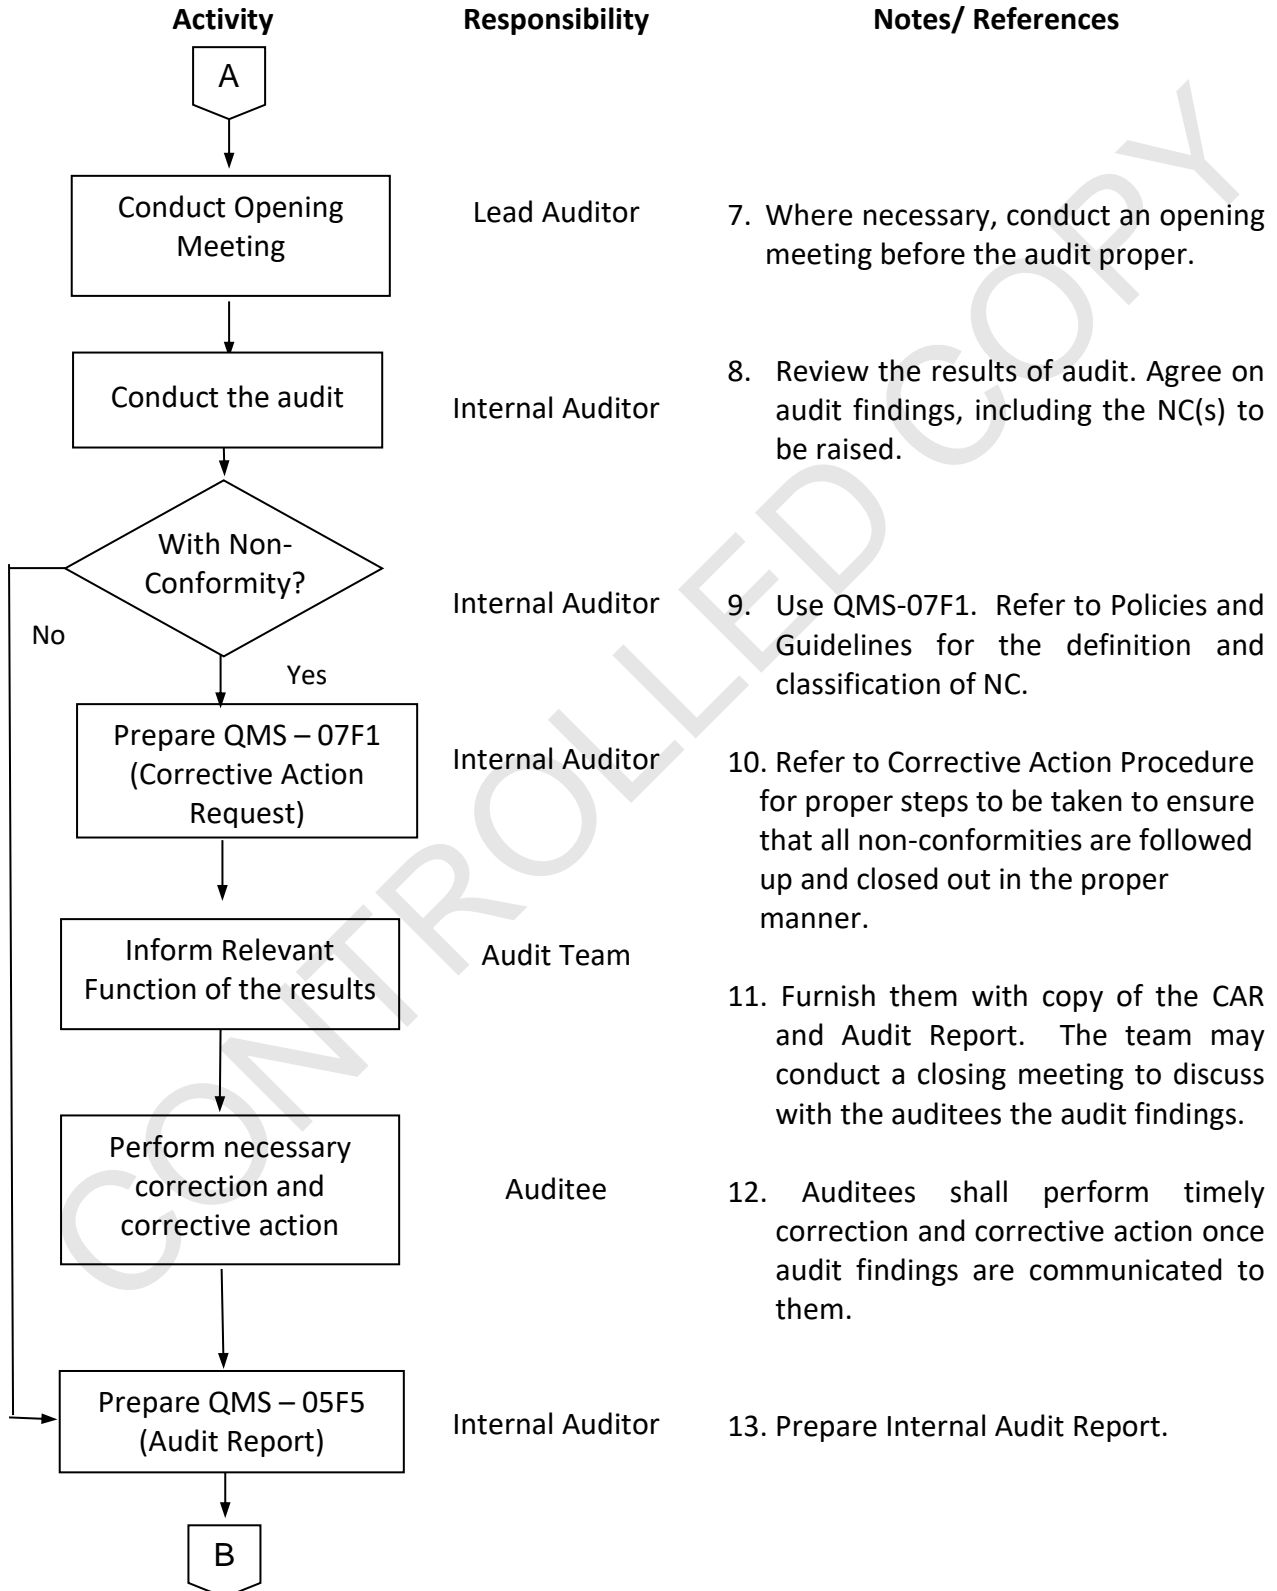 Activity Responsibility Notes/ References
A
Conduct Opening
Meeting
Lead Auditor
7. Where necessary, conduct an opening
meeting before the audit proper.
Conduct the audit
Internal Auditor
8. Review the results of audit. Agree on
audit findings, including the NC(s) to
be raised.
With Non-
Conformity?
No
Yes
Internal Auditor
9. Use QMS-07F1. Refer to Policies and
Guidelines for the definition and
classification of NC.
Prepare QMS – 07F1
(Corrective Action
Request)
Internal Auditor
10. Refer to Corrective Action Procedure
for proper steps to be taken to ensure
that all non-conformities are followed
up and closed out in the proper
manner.
Inform Relevant
Function of the results
Audit Team
11. Furnish them with copy of the CAR
and Audit Report. The team may
conduct a closing meeting to discuss
with the auditees the audit findings.
Perform necessary
correction and
corrective action
Auditee
12. Auditees shall perform timely
correction and corrective action once
audit findings are communicated to
them.
Prepare QMS – 05F5
(Audit Report)
Internal Auditor
13. Prepare Internal Audit Report.
B
CONTROLLED COPY